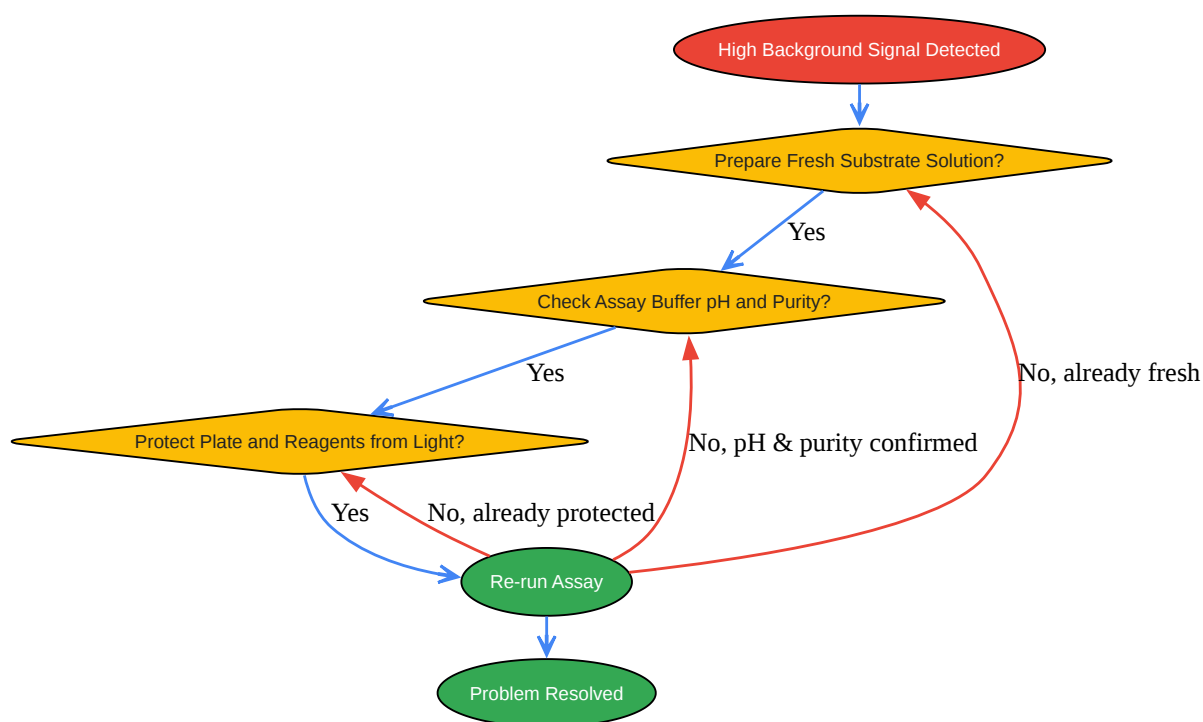 High Background Signal Detected
Prepare Fresh Substrate Solution?
Yes
Check Assay Buffer pH and Purity?
Yes
No, already fresh
Protect Plate and Reagents from Light?
No, pH & purity confirmed
Yes
No, already protected
Re-run Assay
Problem Resolved